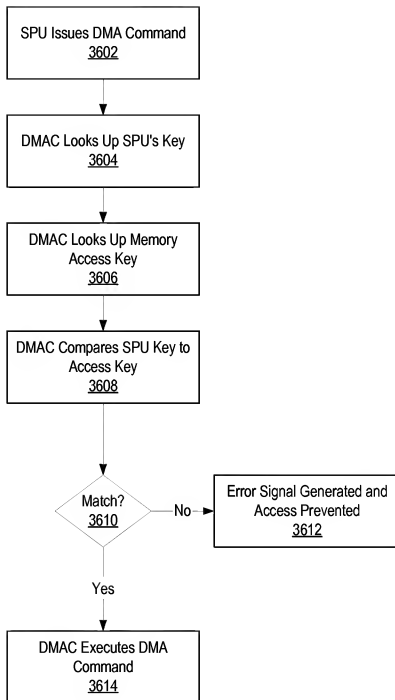 SPU Issues DMA Command
3602
DMAC Looks Up SPU's Key
3604
DMAC Looks Up Memory
Access Key
3606
DMAC Compares SPU Key to
Access Key
3608
Match?
3610
No
Error Signal Generated and
Access Prevented
3612
Yes
DMAC Executes DMA
Command
3614